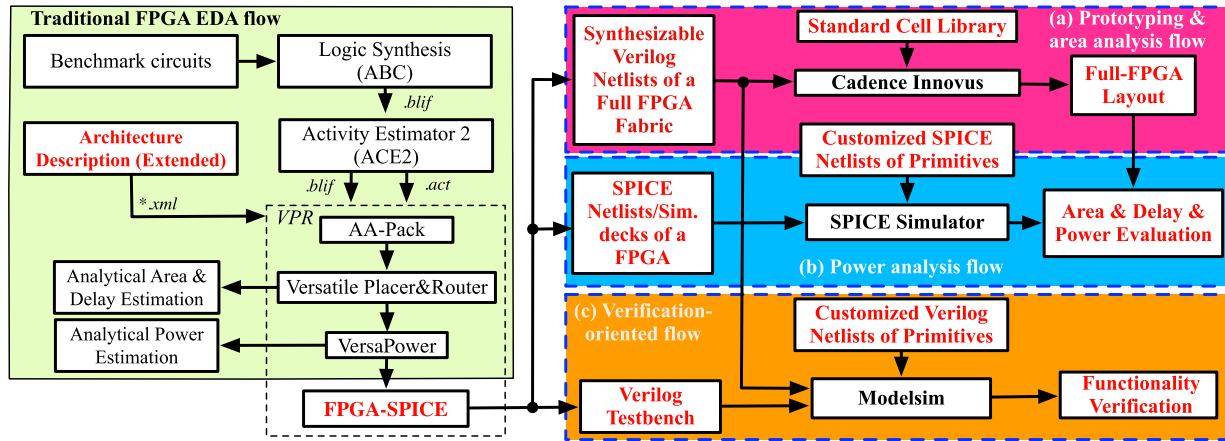 Traditional FPGA EDA flow
Benchmark circuits
Logic Synthesis
(ABC)
.blif
Architecture
Description (Extended)
Activity Estimator 2
(ACE2)
.blif
.act
*.xml
VPR
AA-Pack
Analytical Area &
Delay Estimation
Versatile Placer&Router
Analytical Power
Estimation
VersaPower
FPGA-SPICE
(a) Prototyping &
area analysis flow
Synthesizable
Verilog
Netlists of a
Full FPGA
Fabric
Standard Cell Library
Cadence Innovus
Full-FPGA
Layout
Customized SPICE
Netlists of Primitives
SPICE
Netlists/Sim.
decks of a
FPGA
SPICE Simulator
Area & Delay &
Power Evaluation
(b) Power analysis flow
(c) Verification-
oriented flow
Customized Verilog
Netlists of Primitives
Verilog
Testbench
Modelsim
Functionality
Verification